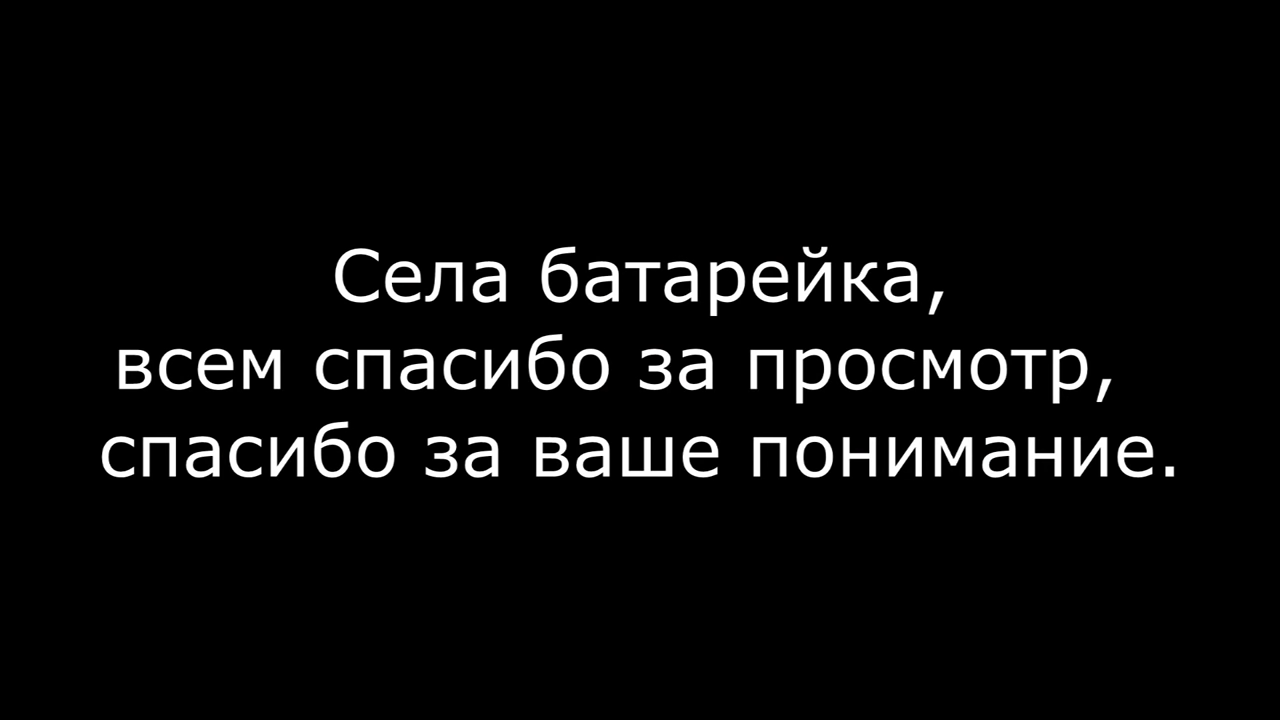 Села батарейка,
всем спасибо за просмотр,
спасибо за ваше понимание.